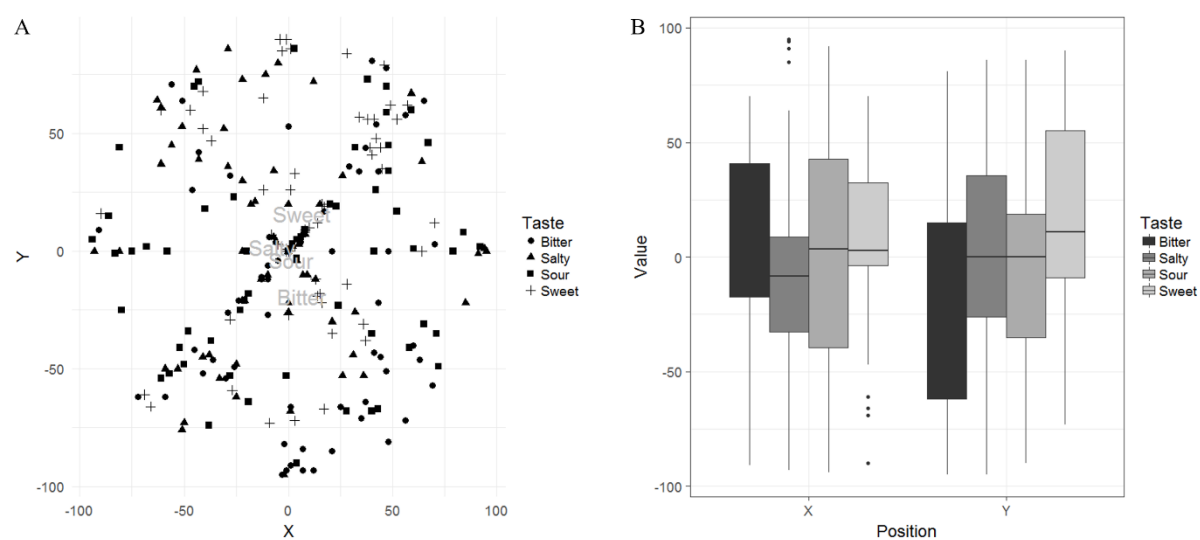 A
Y
100
50
0
-50
-100
-100
-50
0
50
100
X
Sweet
Salty
Sour
Bitter
Taste
Bitter
Salty
Sour
Sweet
B
Value
100
50
0
-50
-100
X
Y
Position
Taste
Bitter
Salty
Sour
Sweet